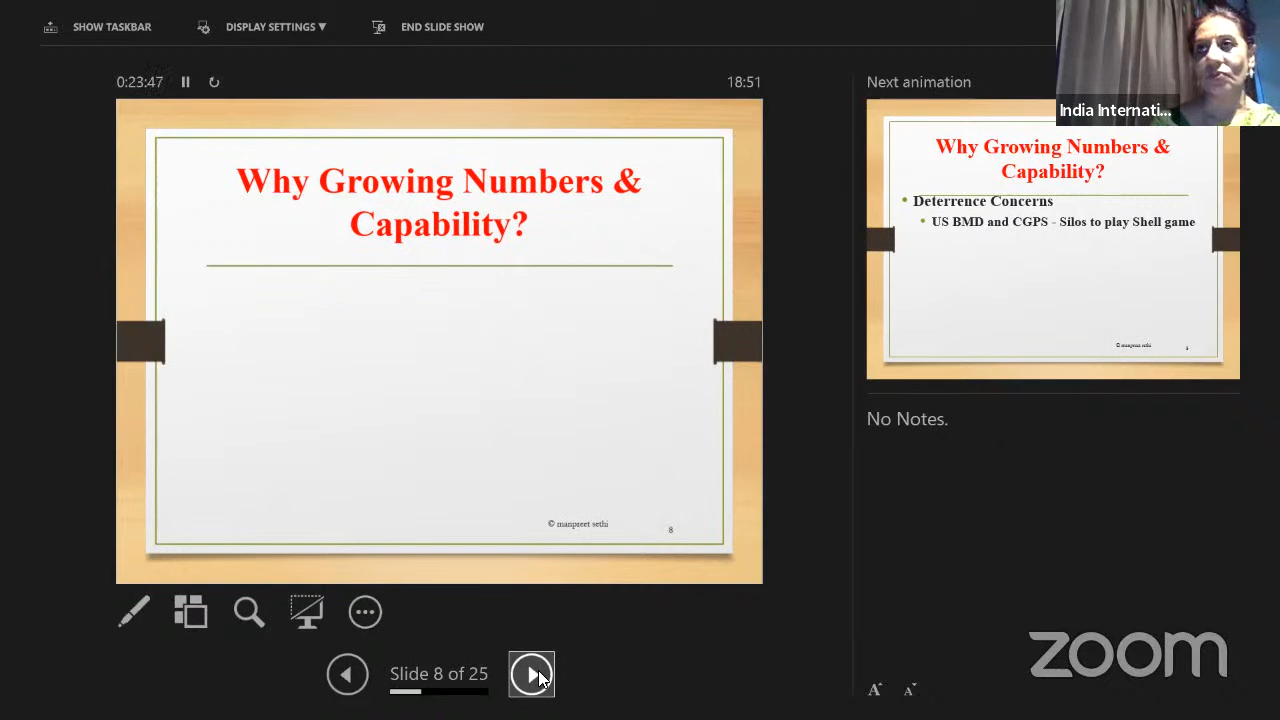 SHOW TASKBAR
DISPLAY SETTINGS ▼
END SLIDE SHOW
0:23:47
18:51
Why Growing Numbers &
Capability?
© manpreet sethi
8
Slide 8 of 25
Next animation
India Internati...
Why Growing Numbers &
Capability?
• Deterrence Concerns
• US BMD and CGPS - Silos to play Shell game
© manpreet sethi
No Notes.
zoom
A A